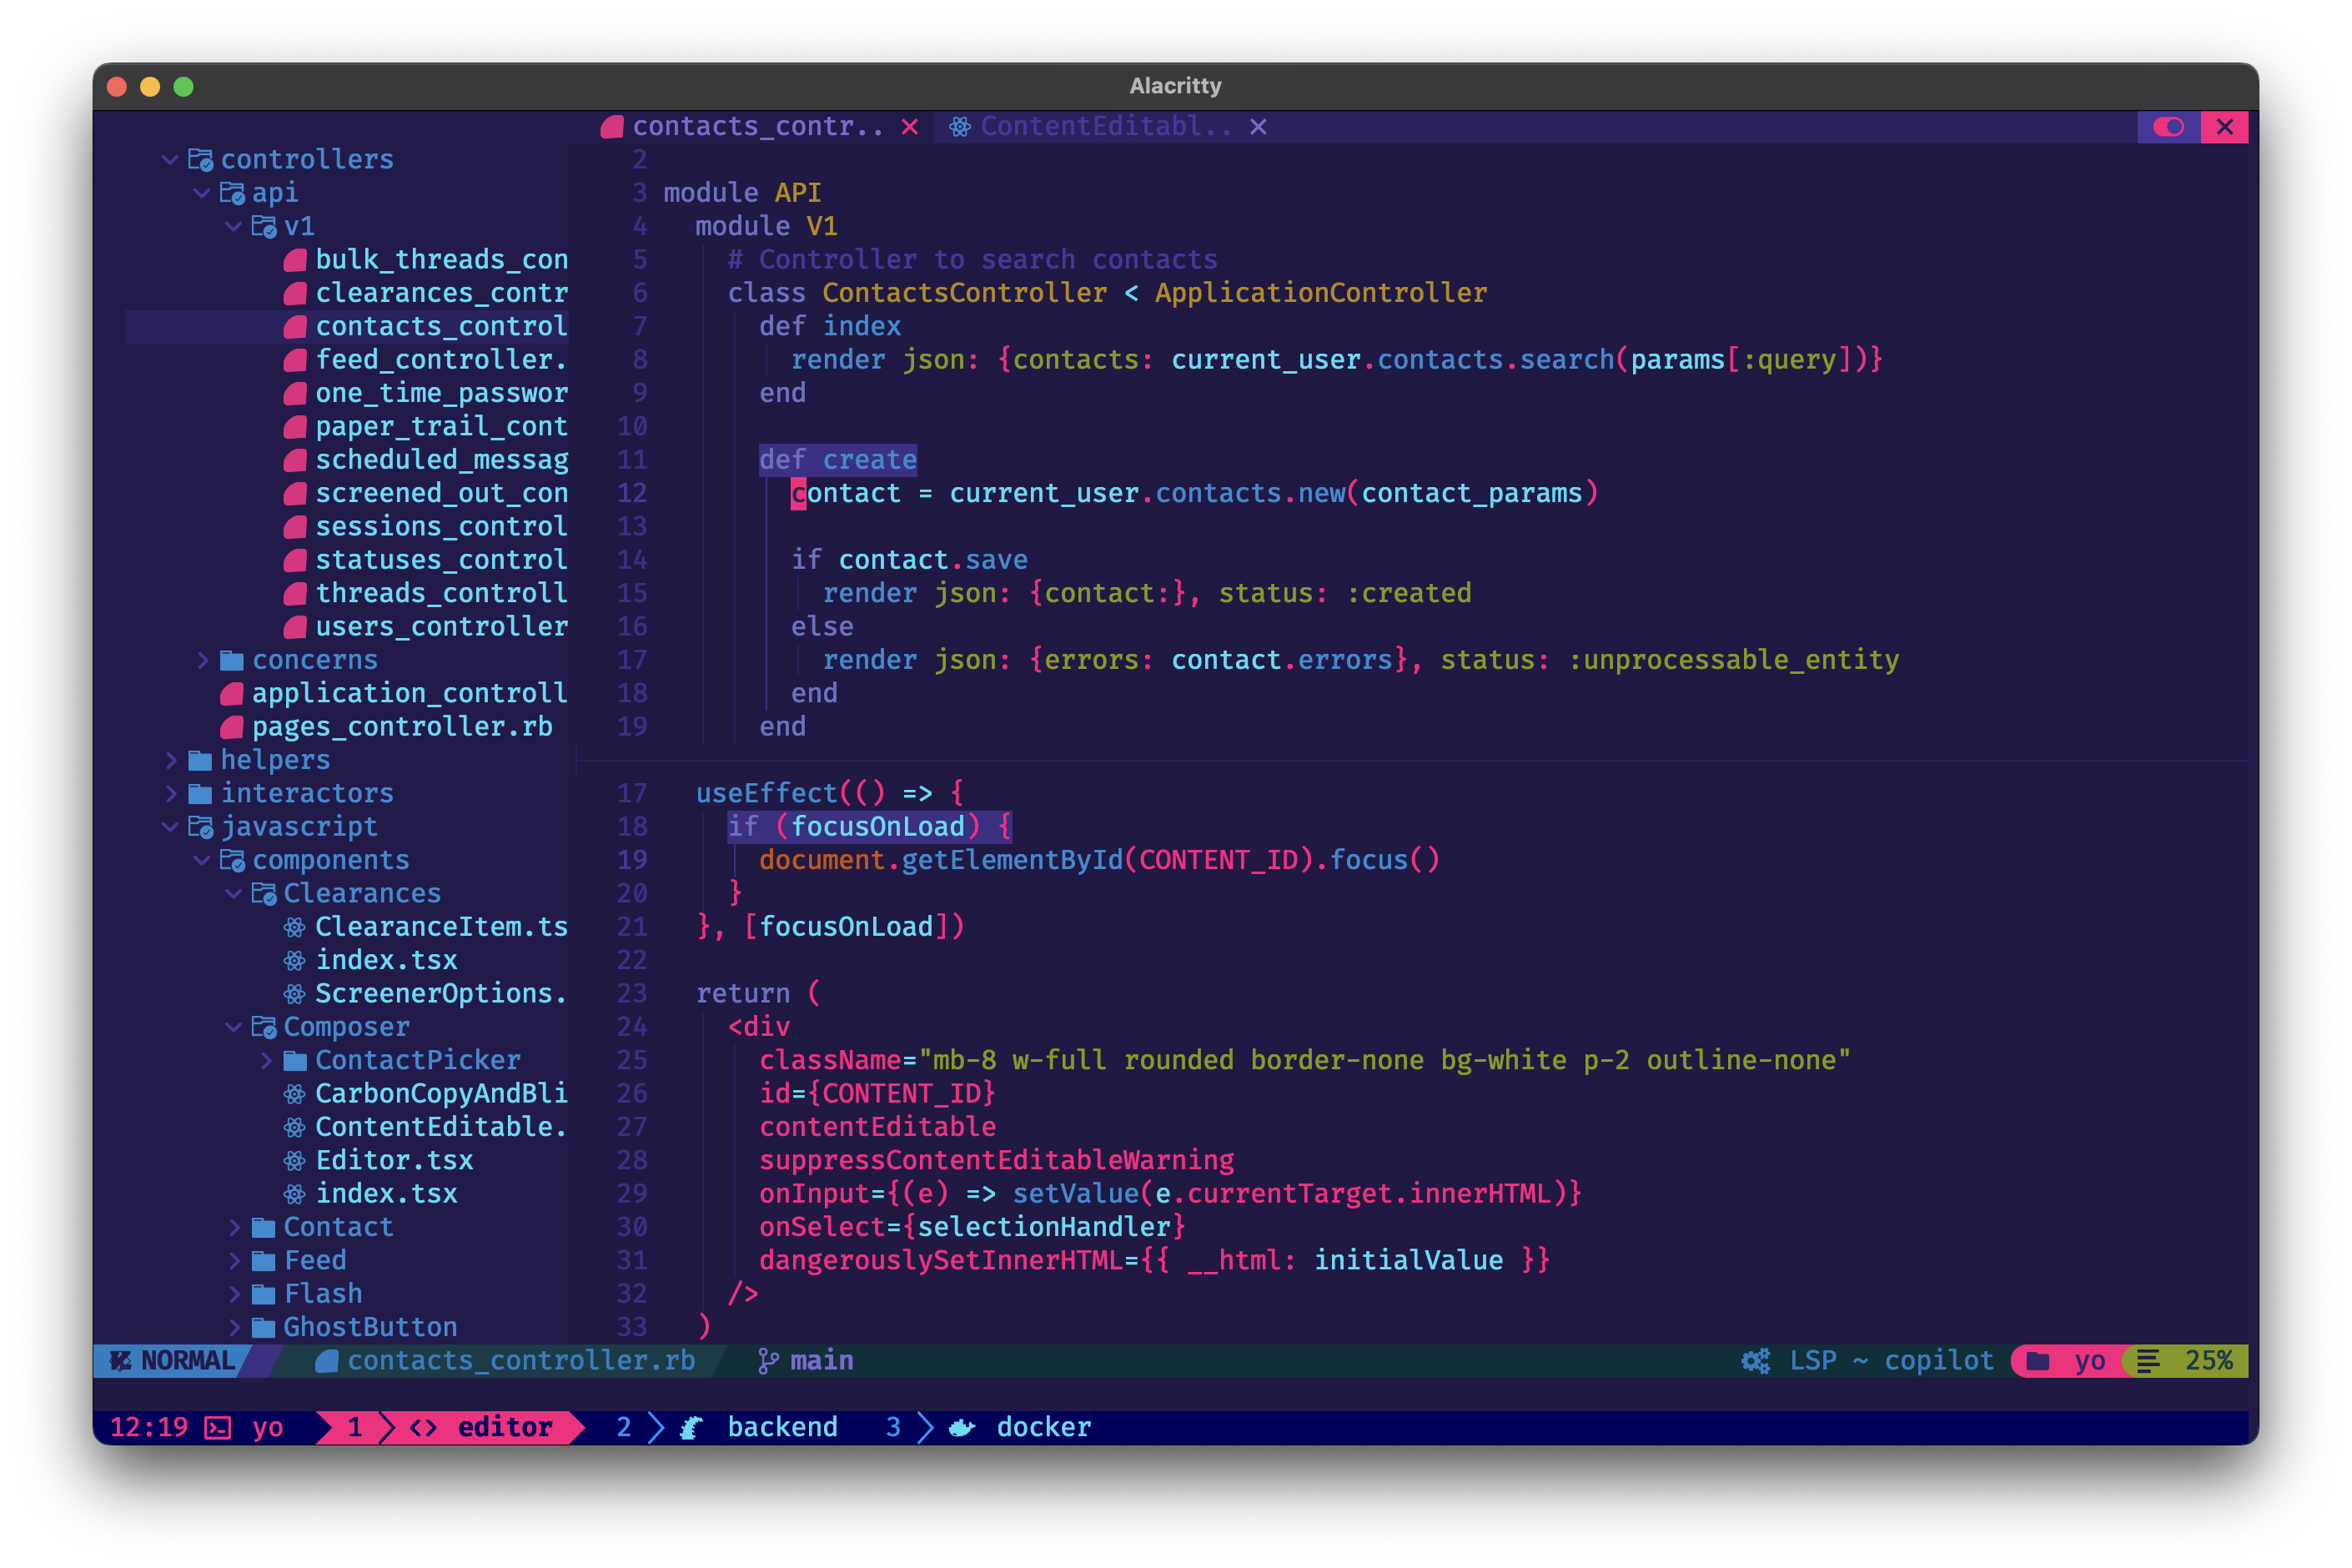 Alacritty
contacts_contr.. ContentEditabl..
controllers
api
v1
bulk_threads_con
clearances_contr
contacts_control
feed_controller.
one_time_passwor
paper_trail_cont
scheduled_messag
screened_out_con
sessions_control
statuses_control
threads_controll
users_controller
concerns
application_controll
pages_controller.rb
helpers
interactors
javascript
components
Clearances
ClearanceItem.ts
index.tsx
ScreenerOptions.
Composer
ContactPicker
CarbonCopyAndBli
ContentEditable.
Editor.tsx
index.tsx
Contact
Feed
Flash
GhostButton
2
3 module API
4   module V1
5     # Controller to search contacts
6     class ContactsController < ApplicationController
7       def index
8         render json: {contacts: current_user.contacts.search(params[:query])}
9       end
10
11       def create
12         contact = current_user.contacts.new(contact_params)
13
14         if contact.save
15           render json: {contact:}, status: :created
16         else
17           render json: {errors: contact.errors}, status: :unprocessable_entity
18         end
19       end
17   useEffect(() => {
18     if (focusOnLoad) {
19       document.getElementById(CONTENT_ID).focus()
20     }
21   }, [focusOnLoad])
22
23   return (
24     <div
25       className="mb-8 w-full rounded border-none bg-white p-2 outline-none"
26       id={CONTENT_ID}
27       contentEditable
28       suppressContentEditableWarning
29       onInput={(e) => setValue(e.currentTarget.innerHTML)}
30       onSelect={selectionHandler}
31       dangerouslySetInnerHTML={{ __html: initialValue }}
32     />
33   )
NORMAL contacts_controller.rb main LSP ~ copilot yo 25%
12:19 yo 1 <> editor 2 backend 3 docker